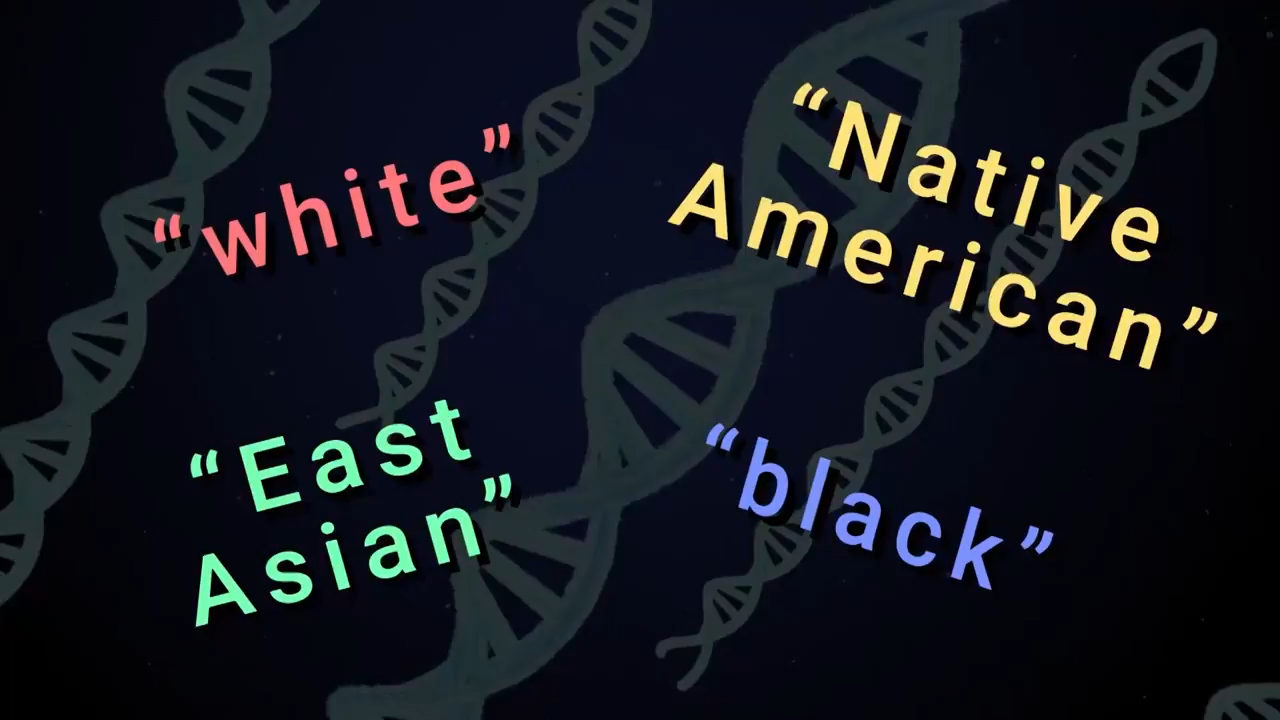 “white”
“Native
American”
“East
Asian”
“black”